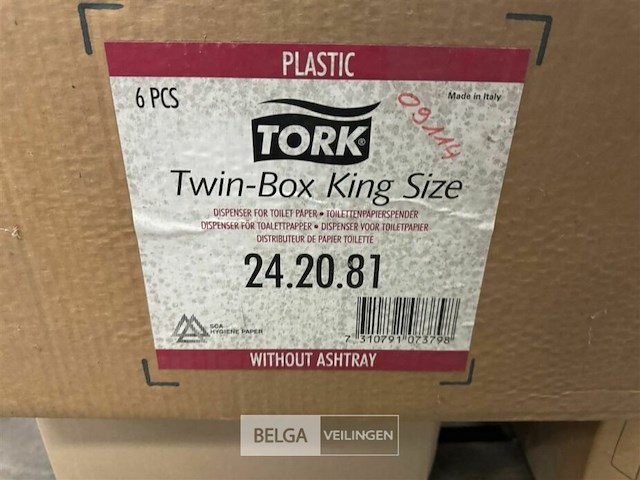 PLASTIC
6 PCS
Made in Italy
09114
TORK®
Twin-Box King Size
DISPENSER FOR TOILET PAPER • TOILETTENPAPIERSPENDER
DISPENSER FÖR TOALETTPAPPER • DISPENSER VOOR TOILETPAPIER
DISTRIBUTEUR DE PAPIER TOILETTE
24.20.81
SCA
HYGIENE PAPER
7 310791 073798
WITHOUT ASHTRAY
BELGA VEILINGEN